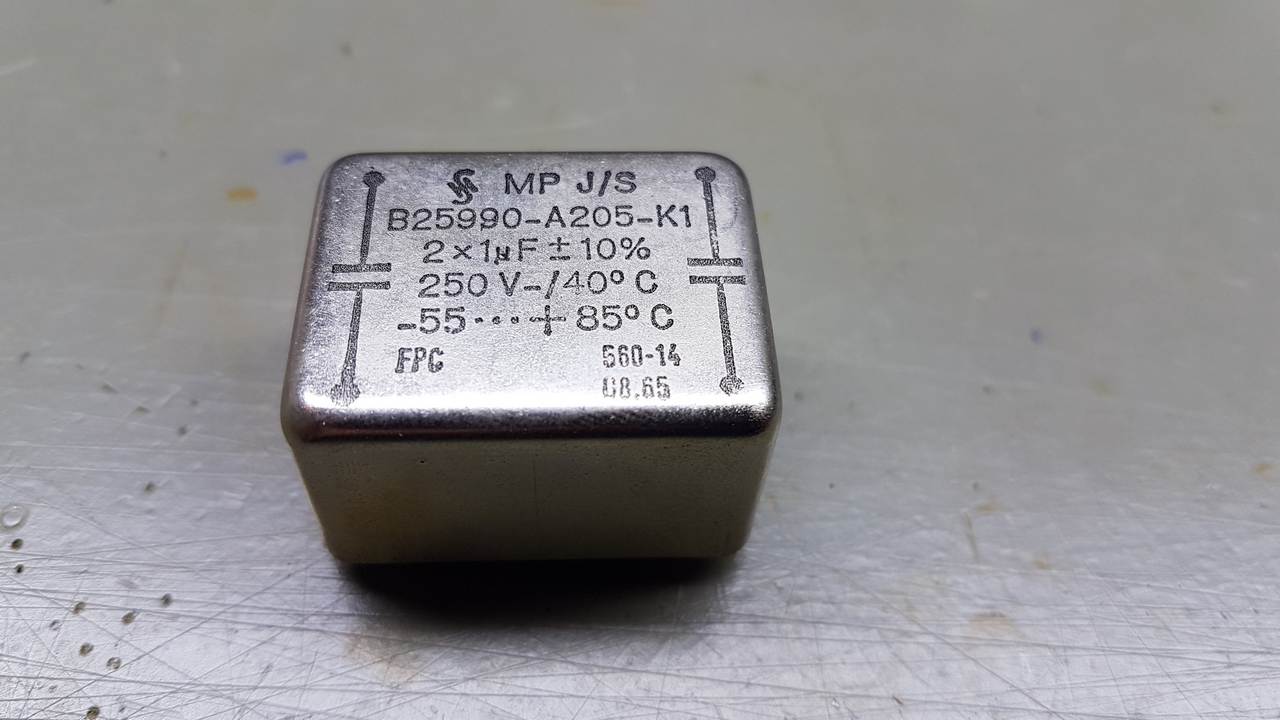 MP J/S
B25990-A205-K1
2×1µF±10%
250 V-/40° C
-55····+85° C
FPC 560-14
08.65